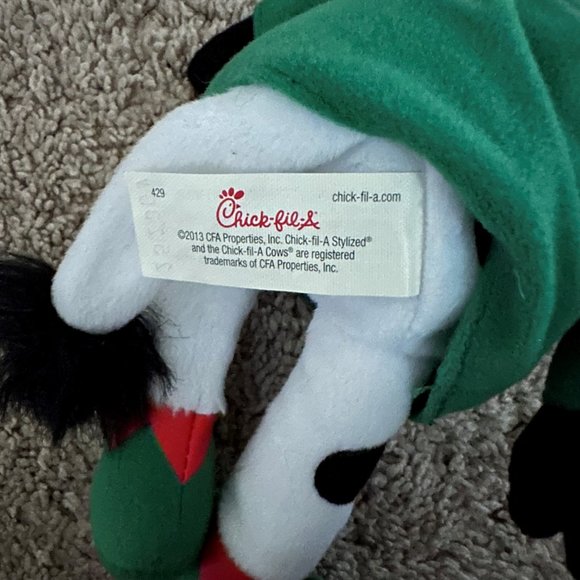 429
Chick-fil-A
chick-fil-a.com
©2013 CFA Properties, Inc. Chick-fil-A Stylized®
and the Chick-fil-A Cows® are registered
trademarks of CFA Properties, Inc.